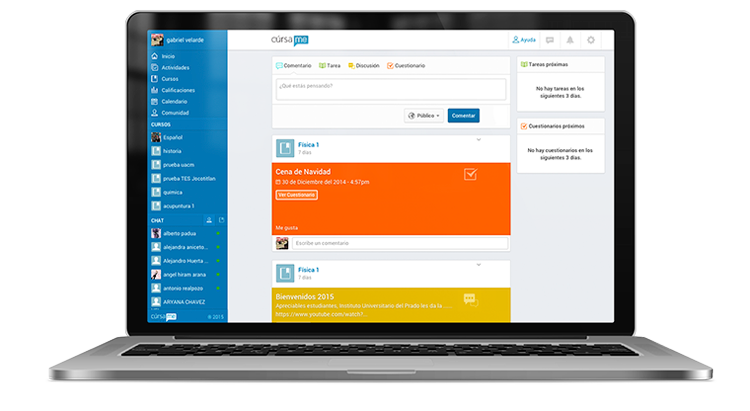 gabriel velarde
Inicio
Actividades
Cursos
Calificaciones
Calendario
Comunidad
CURSOS
Español
historia
prueba uacm
prueba TES Jocotitlan
quimica
acupuntura 1
CHAT
alberto padua
alejandra aniceto...
Alejandro Huerta ...
angel hiram arana
antonio realpozo
ARYANA CHAVEZ
cúrsame © 2015
cúrsame
Ayuda
Comentario Tarea Discusión Cuestionario
¿Qué estás pensando?
Público Comentar
Física 1
7 días
Cena de Navidad
30 de Diciembre del 2014 - 4:57pm
Ver Cuestionario
Me gusta
Escribe un comentario
Física 1
7 días
Bienvenidos 2015
Apreciables estudiantes, Instituto Universitario del Prado les da la ....
https://www.youtube.com/watch?...
Tareas próximas
No hay tareas en los
siguientes 3 días.
Cuestionarios próximos
No hay cuestionarios en los
siguientes 3 días.